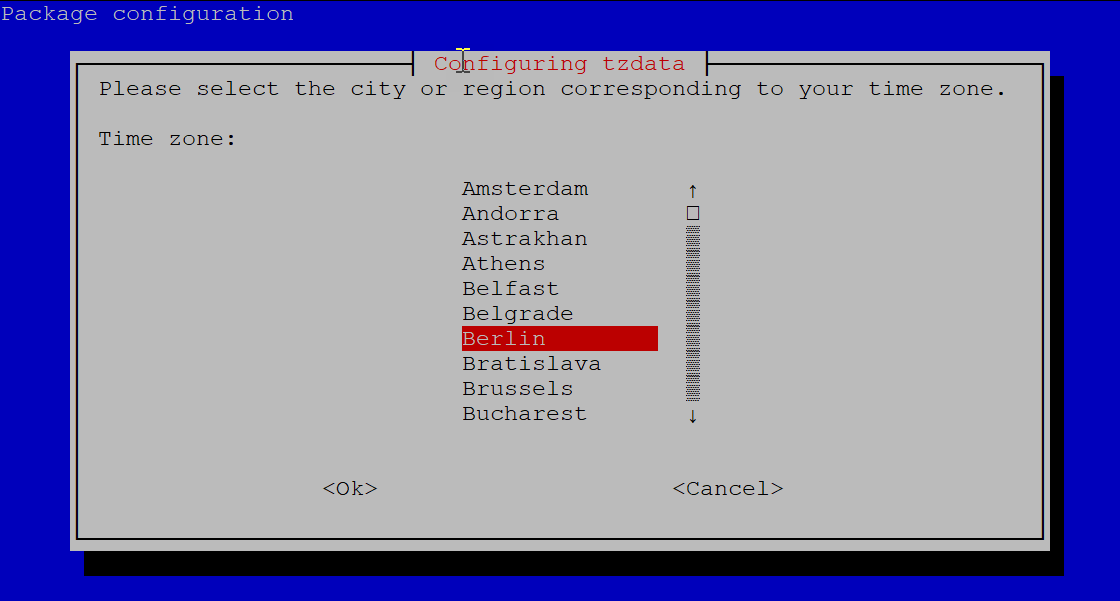 Package configuration
Configuring tzdata
Please select the city or region corresponding to your time zone.
Time zone:
Amsterdam
Andorra
Astrakhan
Athens
Belfast
Belgrade
Berlin
Bratislava
Brussels
Bucharest
<Ok> <Cancel>